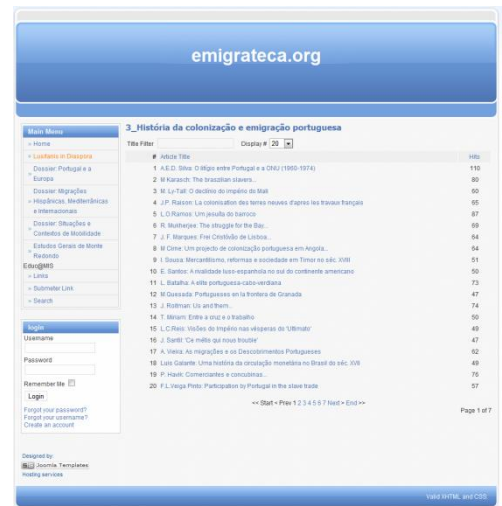 emigrateca.org
Main Menu
Home
Lusitanis in Diaspora
Dossier: Portugal e a
Europa
Dossier: Migrações
Hispânicas, Mediterrânicas
e Internacionais
Dossier: Situações e
Contextos de Mobilidade
Estudos Gerais de Monte
Redondo
Educ@MIS
Links
Submeter Link
Search
login
Username
Password
Remember Me
Login
Forgot your password?
Forgot your username?
Create an account
Designed by:
Joomla Templates
Hosting services
3_História da colonização e emigração portuguesa
Title Filter Display # 20
# Article Title Hits
1 A.E.D. Silva: O litígio entre Portugal e a ONU (1960-1974) 110
2 M Karasch: The braszilian slavers... 80
3 M. Ly-Tall: O declínio do império do Mali 60
4 J.P. Raison: La colonisation des terres neuves d'apres les travaux français 65
5 L.O Ramos: Um jesuíta do barroco 87
6 R. Munherjee: The struggle for the Bay... 69
7 J. F. Marques: Frei Cristóvão de Lisboa... 64
8 M Cirne: Um projecto de colonização portuguesa em Angola... 64
9 I. Sousa: Mercantilismo, reformas e sociedade em Timor no séc. XVIII 51
10 E. Santos: A rivalidade luso-espanhola no sul do continente americano 50
11 L. Batalha: A elite portuguesa cabo-verdiana 73
12 M Quesada: Portugueses en la frontera de Granada 47
13 J. Roitman: Us and them... 74
14 T. Miriam: Entre a cruz e o trabalho 50
15 L.C Reis: Visões do Império nas vésperas do 'Ultimato' 49
16 J. Santit: 'Ce métis qui nous trouble' 47
17 A. Vieira: As migrações e os Descobrimentos Portugueses 62
18 Luis Galante: Uma história da circulação monetária no Brasil do séc. XVII 49
19 P. Havik: Comerciantes e concubinas... 76
20 F.L.Veiga Pinto: Participation by Portugal in the slave trade 57
<< Start < Prev 1 2 3 4 5 6 7 Next > End >>
Page 1 of 7
Valid XHTML and CSS